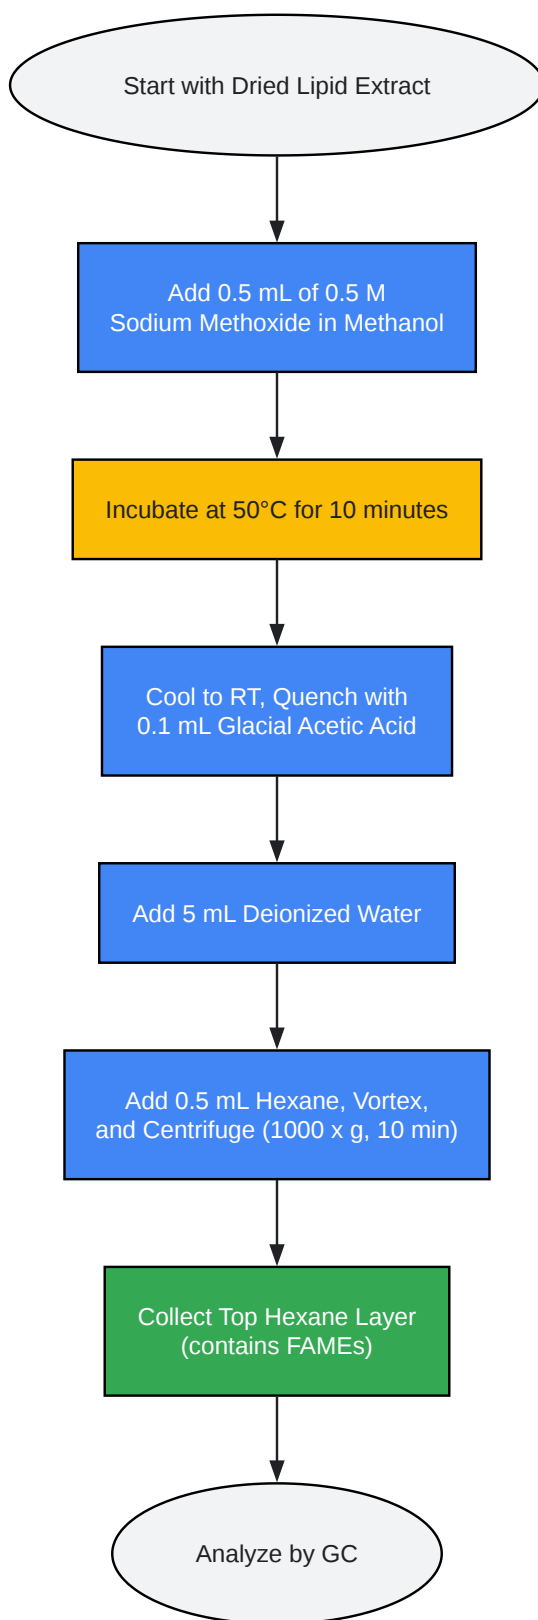 Start with Dried Lipid Extract
Add 0.5 mL of 0.5 M
Sodium Methoxide in Methanol
Incubate at 50°C for 10 minutes
Cool to RT, Quench with
0.1 mL Glacial Acetic Acid
Add 5 mL Deionized Water
Add 0.5 mL Hexane, Vortex,
and Centrifuge (1000 x g, 10 min)
Collect Top Hexane Layer
(contains FAMEs)
Analyze by GC